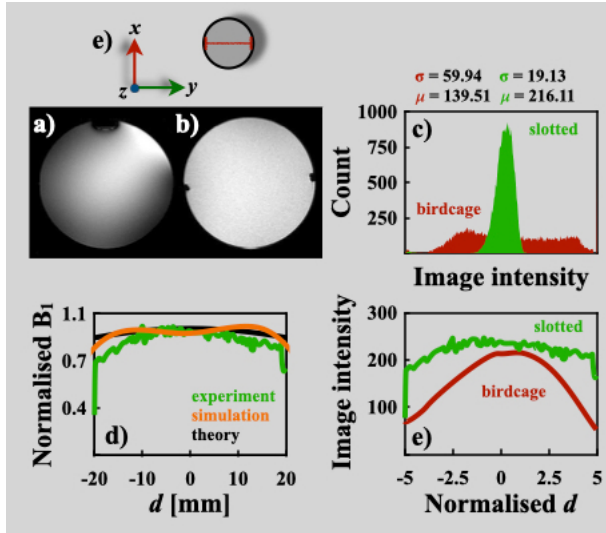 e)
x
z
y
a)
b)
σ = 59.94 σ = 19.13
μ = 139.51 μ = 216.11
c)
slotted
birdcage
1000
750
500
250
Count
Image intensity
Normalised B1
1.1
0.7
0.4
experiment
simulation
theory
d)
-20 -10 0 10 20
d [mm]
Image intensity
300
200
100
slotted
birdcage
e)
-5 -2.5 0 2.5 5
Normalised d